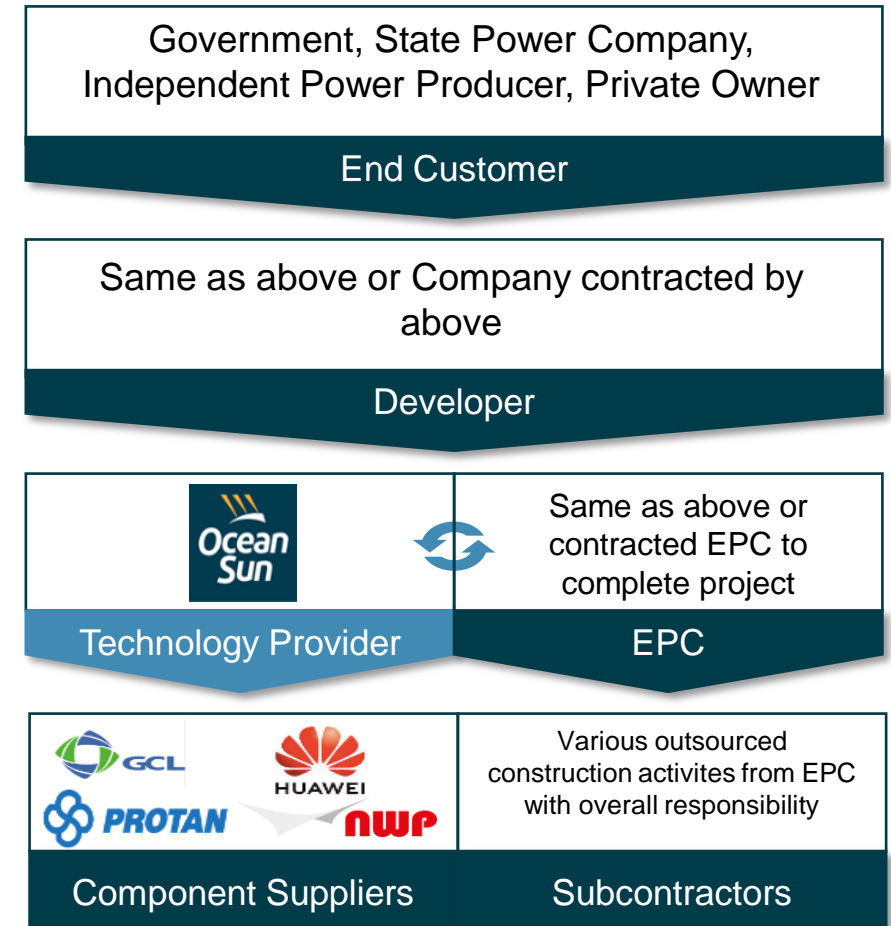 Government, State Power Company,
Independent Power Producer, Private Owner
End Customer
Same as above or Company contracted by
above
Developer
Ocean
Sun
Same as above or
contracted EPC to
complete project
Technology Provider
EPC
GCL
HUAWEI
PROTAN
NWP
Various outsourced
construction activites from EPC
with overall responsibility
Component Suppliers
Subcontractors